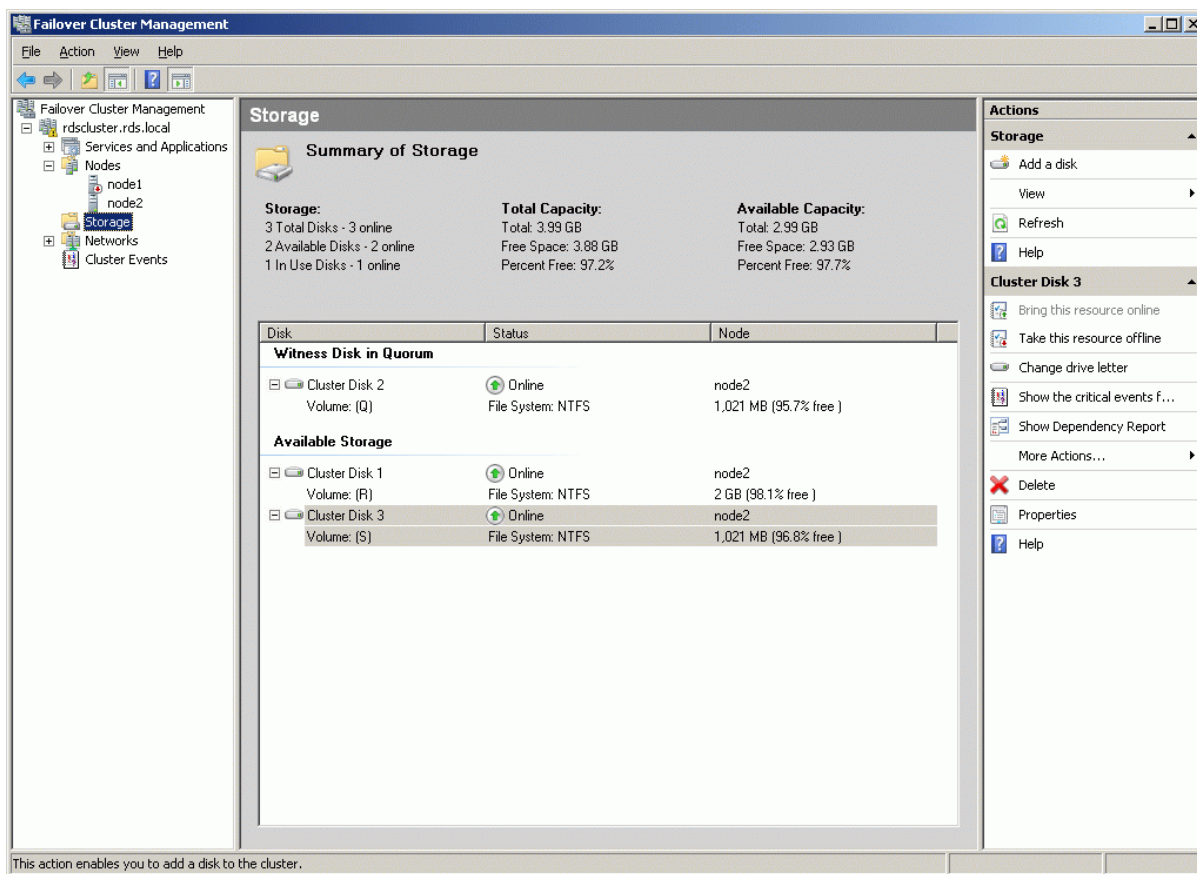 Failover Cluster Management
File Action View Help
Failover Cluster Management
rdscluster.rds.local
Services and Applications
Nodes
node1
node2
Storage
Networks
Cluster Events
Storage
Summary of Storage
Storage: Total Capacity: Available Capacity:
3 Total Disks - 3 online Total: 3.99 GB Total: 2.99 GB
2 Available Disks - 2 online Free Space: 3.88 GB Free Space: 2.93 GB
1 In Use Disks - 1 online Percent Free: 97.2% Percent Free: 97.7%
Disk Status Node
Witness Disk in Quorum
Cluster Disk 2 Online node2
Volume: (Q) File System: NTFS 1,021 MB (95.7% free )
Available Storage
Cluster Disk 1 Online node2
Volume: (R) File System: NTFS 2 GB (98.1% free )
Cluster Disk 3 Online node2
Volume: (S) File System: NTFS 1,021 MB (96.8% free )
Actions
Storage
Add a disk
View
Refresh
Help
Cluster Disk 3
Bring this resource online
Take this resource offline
Change drive letter
Show the critical events f...
Show Dependency Report
More Actions...
Delete
Properties
Help
This action enables you to add a disk to the cluster.